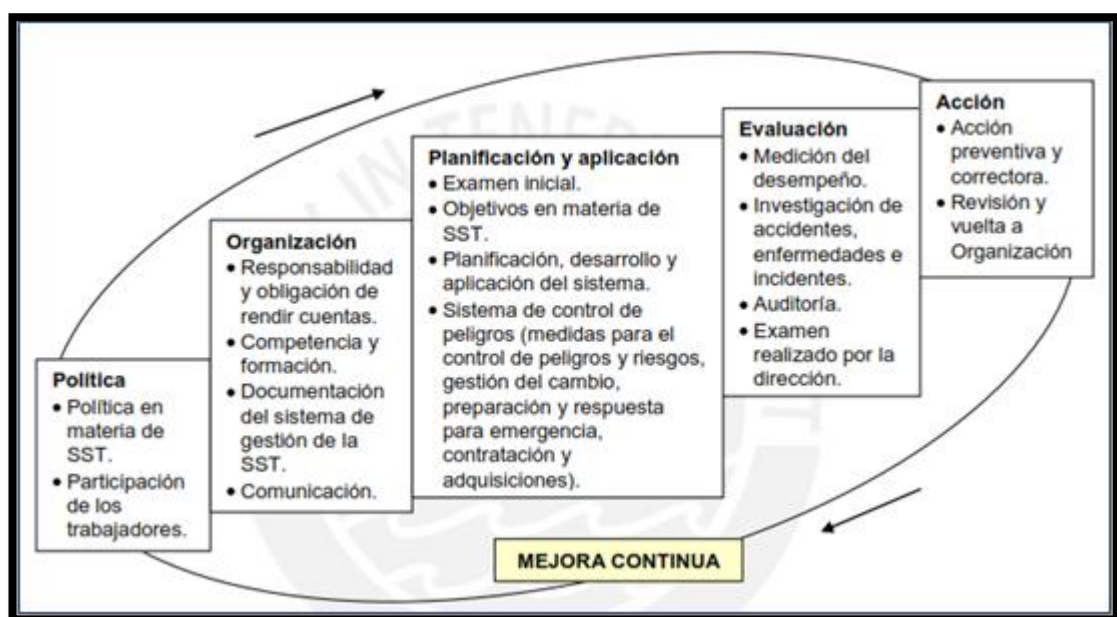 Política
• Política en
materia de
SST.
• Participación
de los
trabajadores.
Organización
• Responsabilidad
y obligación de
rendir cuentas.
• Competencia y
formación.
• Documentación
del sistema de
gestión de la
SST.
• Comunicación.
Planificación y aplicación
• Examen inicial.
• Objetivos en materia de
SST.
• Planificación, desarrollo y
aplicación del sistema.
• Sistema de control de
peligros (medidas para el
control de peligros y riesgos,
gestión del cambio,
preparación y respuesta
para emergencia,
contratación y
adquisiciones).
Evaluación
• Medición del
desempeño.
• Investigación de
accidentes,
enfermedades e
incidentes.
• Auditoría.
• Examen
realizado por la
dirección.
Acción
• Acción
preventiva y
correctora.
• Revisión y
vuelta a
Organización
MEJORA CONTINUA